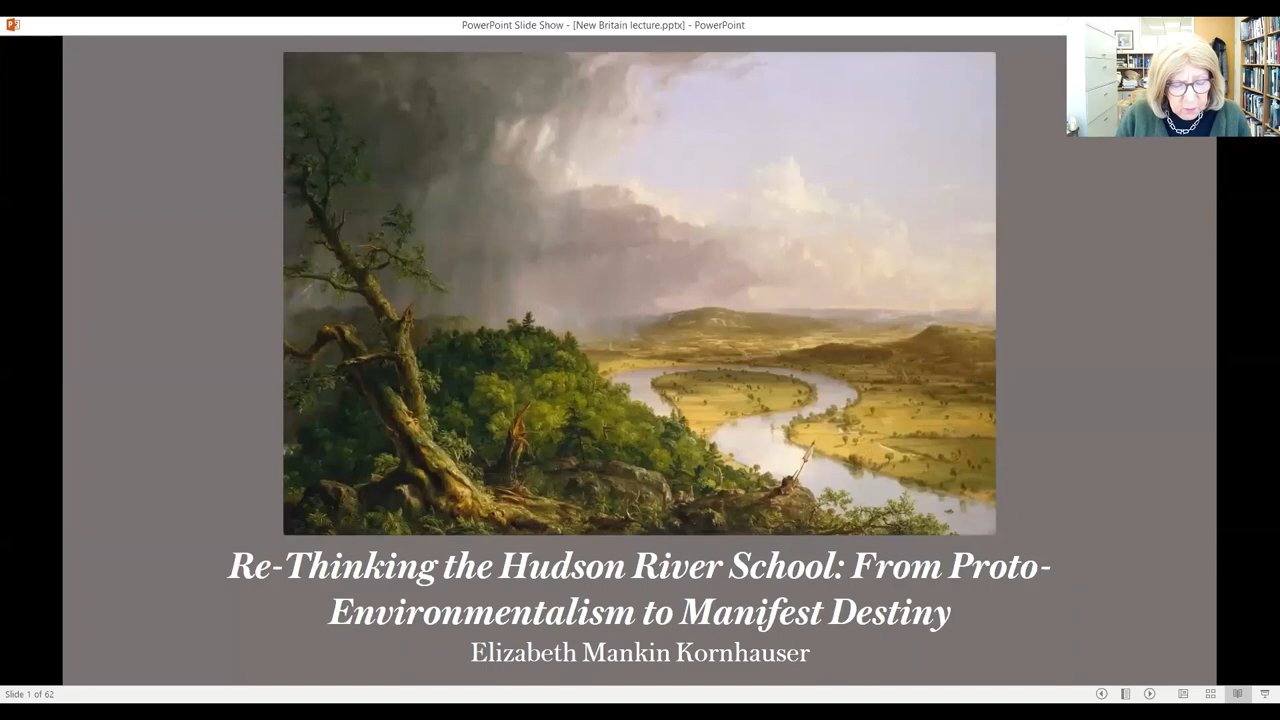 PowerPoint Slide Show - [New Britain lecture.pptx] - PowerPoint
Re-Thinking the Hudson River School: From Proto-
Environmentalism to Manifest Destiny
Elizabeth Mankin Kornhauser
Slide 1 of 62